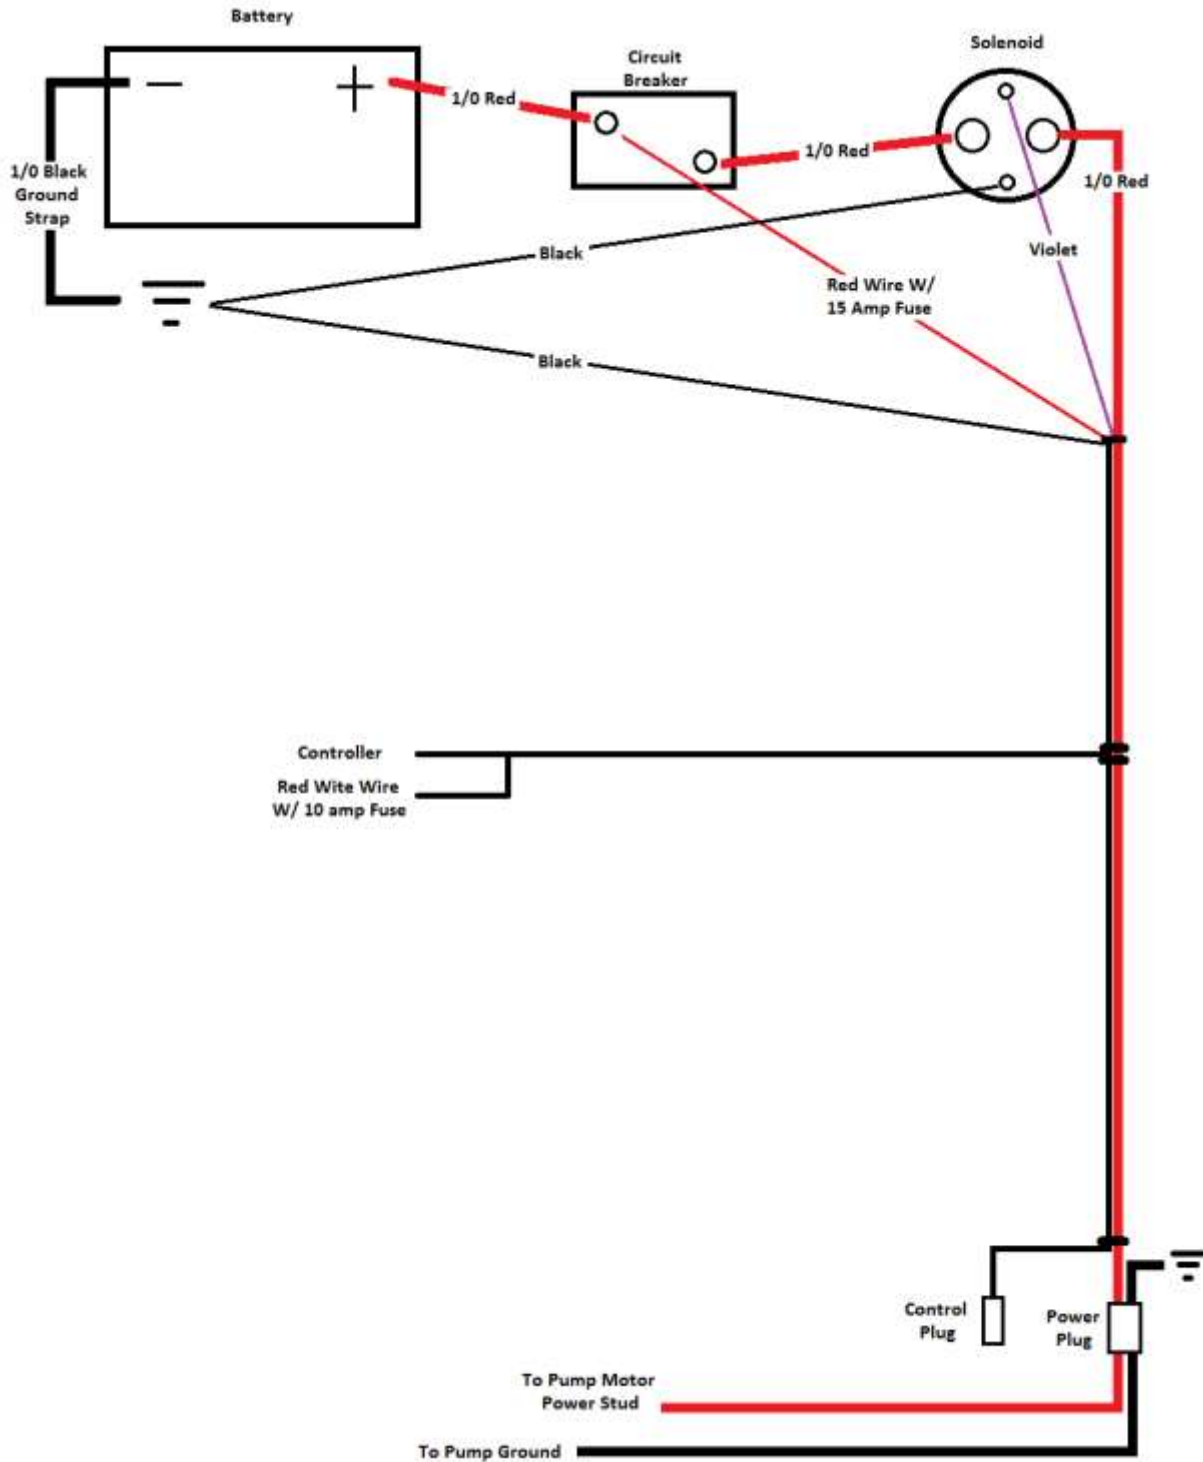 Battery
Circuit
Breaker
Solenoid
1/0 Red
1/0 Red
1/0 Red
1/0 Black
Ground
Strap
Violet
Black
Red Wire W/
15 Amp Fuse
Black
Controller
Red Wite Wire
W/ 10 amp Fuse
Control
Plug
Power
Plug
To Pump Motor
Power Stud
To Pump Ground